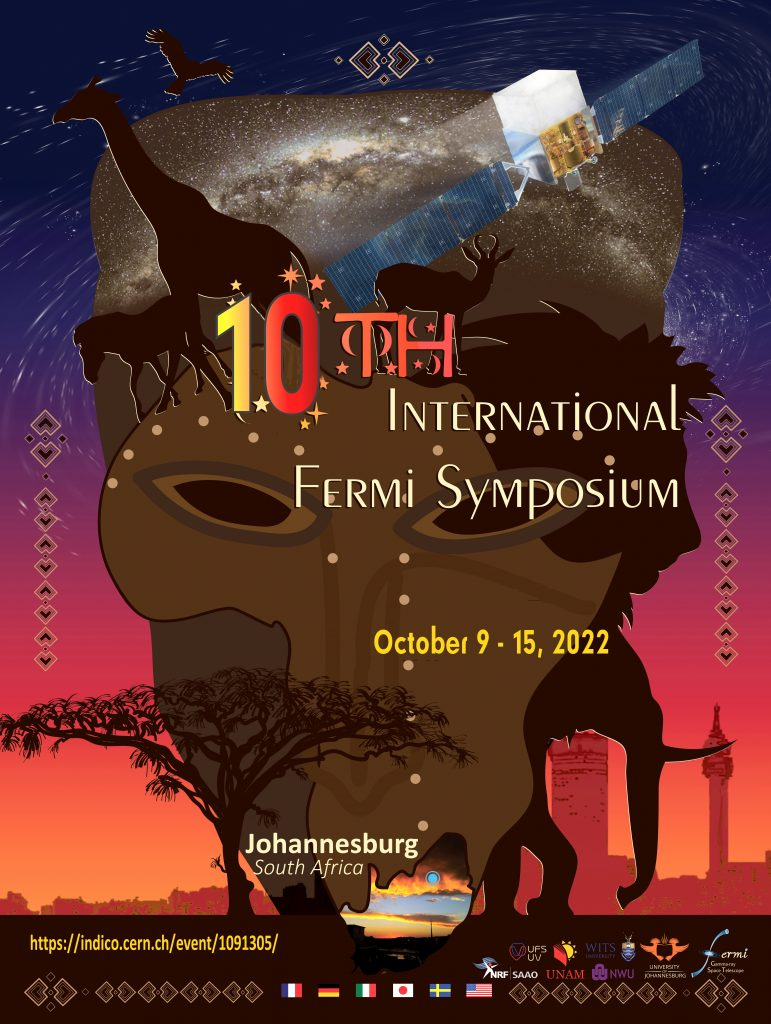 10TH
International
Fermi Symposium
October 9 - 15, 2022
Johannesburg
South Africa
https://indico.cern.ch/event/1091305/
NRF | SAAO
UFS
UV
UNAM
WITS
UNIVERSITY
NWU
UNIVERSITY
JOHANNESBURG
Fermi
Gamma-ray
Space Telescope